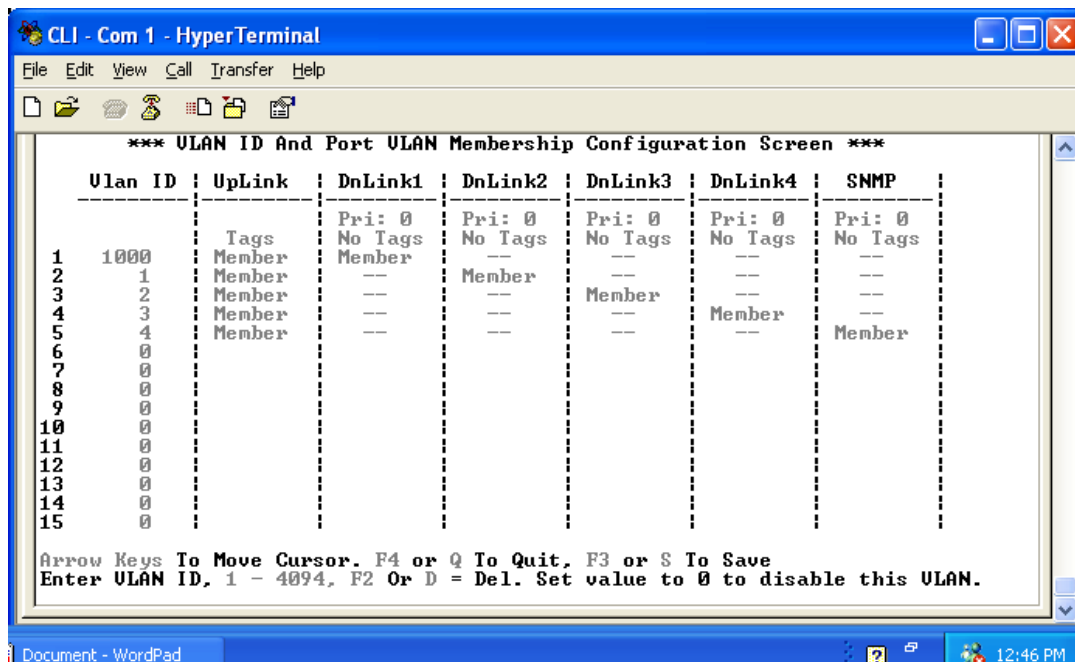 CLI - Com 1 - HyperTerminal
File Edit View Call Transfer Help
*** VLAN ID And Port VLAN Membership Configuration Screen ***
Vlan ID | UpLink | DnLink1 | DnLink2 | DnLink3 | DnLink4 | SNMP |
Pri: 0 | Pri: 0 | Pri: 0 | Pri: 0 | Pri: 0
Tags | No Tags | No Tags | No Tags | No Tags | No Tags |
1 1000 | Member | Member | -- | -- | -- | -- |
2 1 | Member | -- | Member | -- | -- | -- |
3 2 | Member | -- | -- | Member | -- | -- |
4 3 | Member | -- | -- | -- | Member | -- |
5 4 | Member | -- | -- | -- | -- | Member |
6 0
7 0
8 0
9 0
10 0
11 0
12 0
13 0
14 0
15 0
Arrow Keys To Move Cursor. F4 or Q To Quit, F3 or S To Save
Enter VLAN ID, 1 - 4094, F2 Or D = Del. Set value to 0 to disable this VLAN.
Document - WordPad
12:46 PM